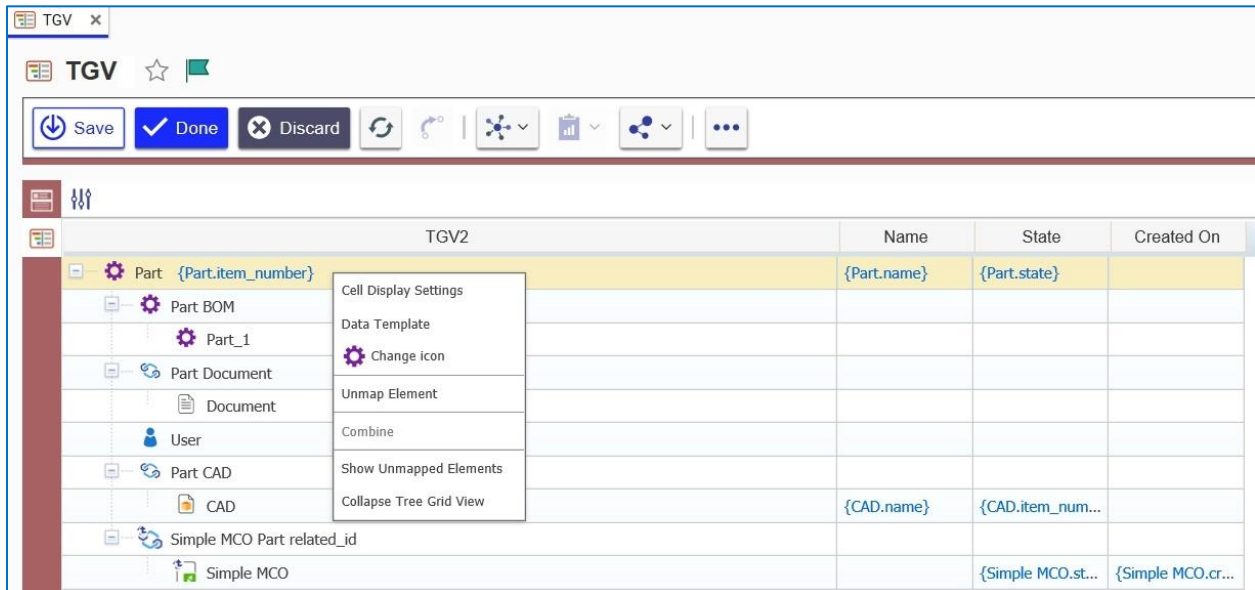 TGV
TGV
Save Done Discard
TGV2 Name State Created On
Part {Part.item_number} {Part.name} {Part.state}
Cell Display Settings
Part BOM
Data Template
Part_1
Change icon
Part Document
Unmap Element
Document
Combine
User
Part CAD
Show Unmapped Elements
CAD {CAD.name} {CAD.item_num...
Collapse Tree Grid View
Simple MCO Part related_id
Simple MCO {Simple MCO.st... {Simple MCO.cr...